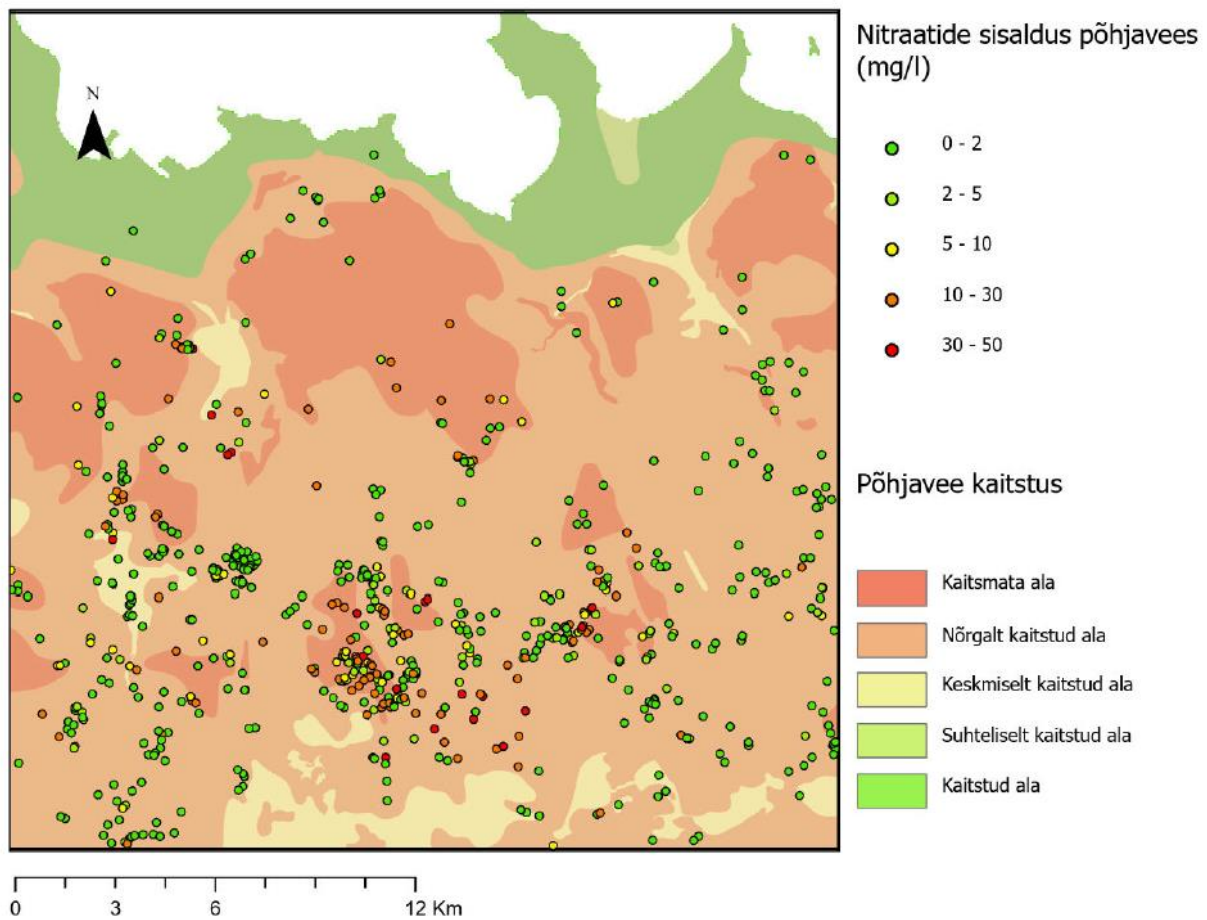 N
Nitraatide sisaldus põhjavees
(mg/l)
0 - 2
2 - 5
5 - 10
10 - 30
30 - 50
Põhjavee kaitstus
Kaitsmata ala
Nõrgalt kaitstud ala
Keskmiselt kaitstud ala
Suhteliselt kaitstud ala
Kaitstud ala
0 3 6 12 Km